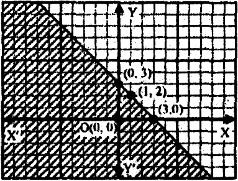 Y
(0, 3)
(1, 2)
(3,0)
X' O(0, 0) X
Y'